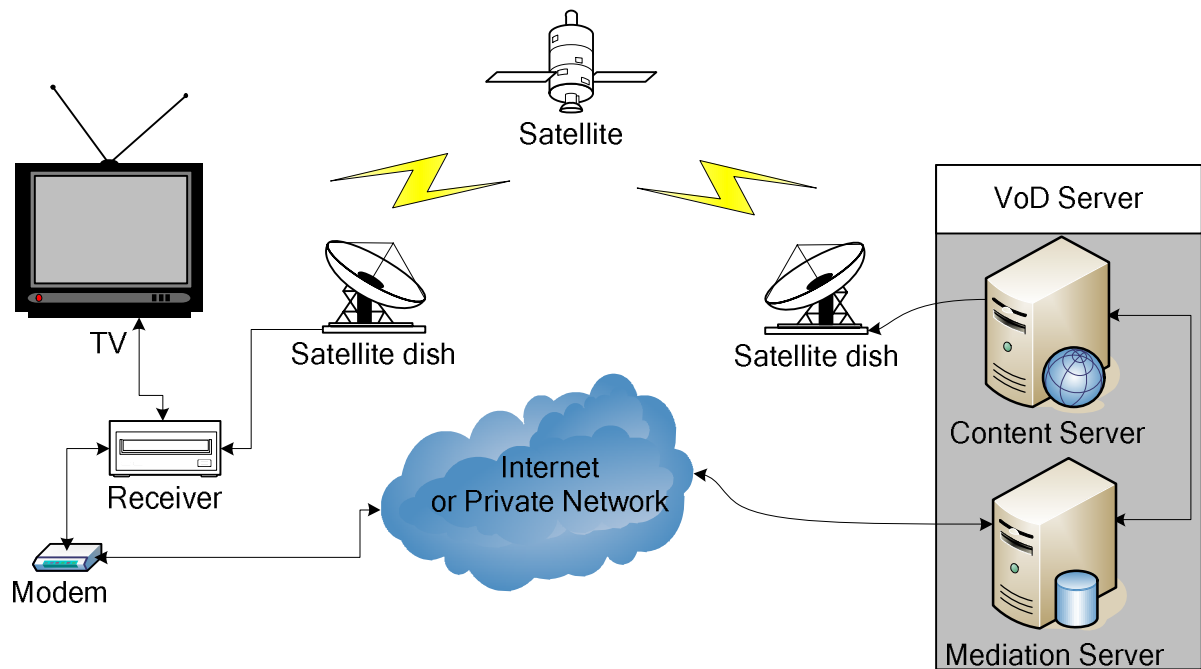 Satellite
VoD Server
TV
Satellite dish
Satellite dish
Content Server
Internet
or Private Network
Receiver
Modem
Mediation Server